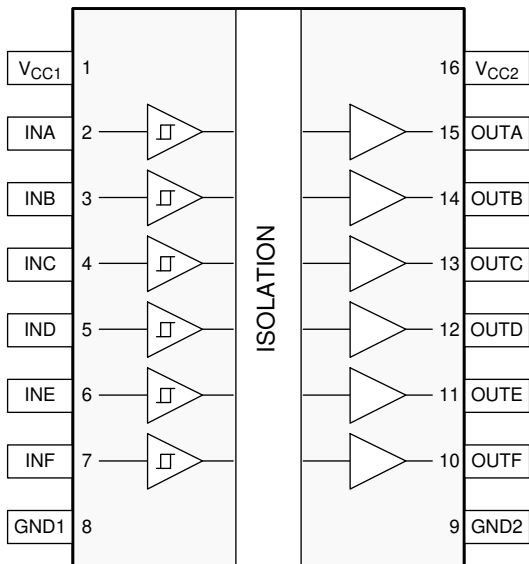 VCC1 1 16 VCC2
INA 2 15 OUTA
INB 3 14 OUTB
INC 4 13 OUTC
IND 5 12 OUTD
INE 6 11 OUTE
INF 7 10 OUTF
GND1 8 9 GND2
ISOLATION